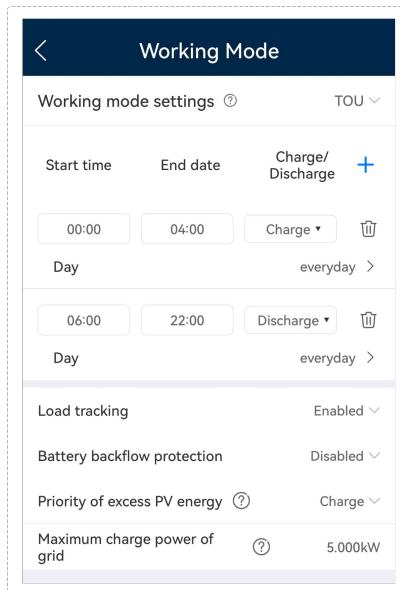 Working Mode
Working mode settings ? TOU
Start time End date Charge/
Discharge +
00:00 04:00 Charge
Day everyday
06:00 22:00 Discharge
Day everyday
Load tracking Enabled
Battery backflow protection Disabled
Priority of excess PV energy ? Charge
Maximum charge power of
grid ? 5.000kW